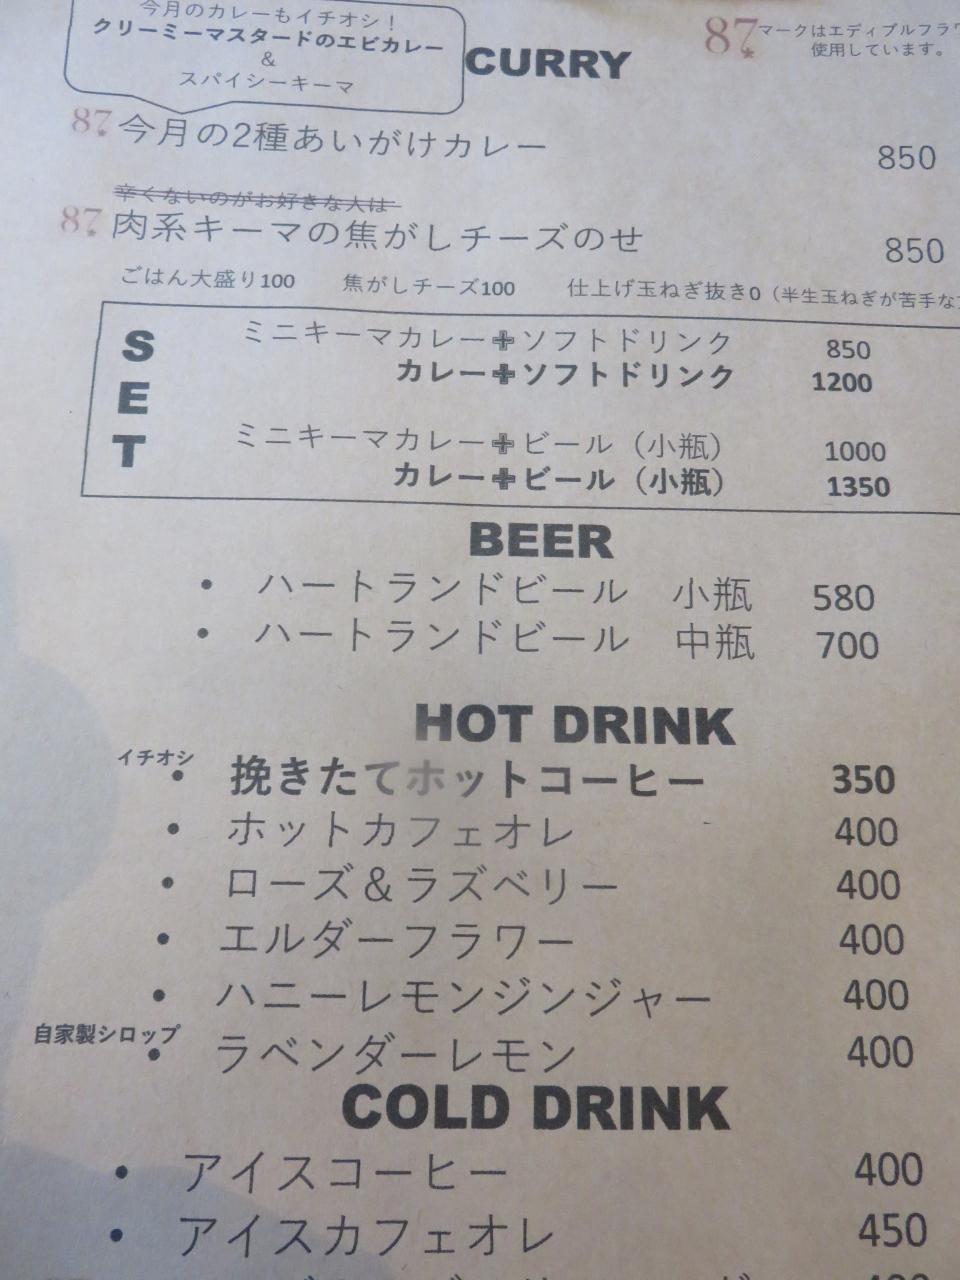 今月のカレーもイチオシ！
クリーミーマスタードのエビカレー
&
スパイシーキーマ
CURRY
87 マークはエディブルフラワ
使用しています。
87 今月の2種あいがけカレー 850
辛くないのがお好きな人は
87 肉系キーマの焦がしチーズのせ 850
ごはん大盛り100 焦がしチーズ100 仕上げ玉ねぎ抜き0（半生玉ねぎが苦手な
SET
ミニキーマカレー✙ソフトドリンク 850
カレー✙ソフトドリンク 1200
ミニキーマカレー✙ビール（小瓶） 1000
カレー✙ビール（小瓶） 1350
BEER
• ハートランドビール 小瓶 580
• ハートランドビール 中瓶 700
HOT DRINK
イチオシ
• 挽きたてホットコーヒー 350
• ホットカフェオレ 400
• ローズ＆ラズベリー 400
• エルダーフラワー 400
• ハニーレモンジンジャー 400
自家製シロップ
• ラベンダーレモン 400
COLD DRINK
• アイスコーヒー 400
• アイスカフェオレ 450